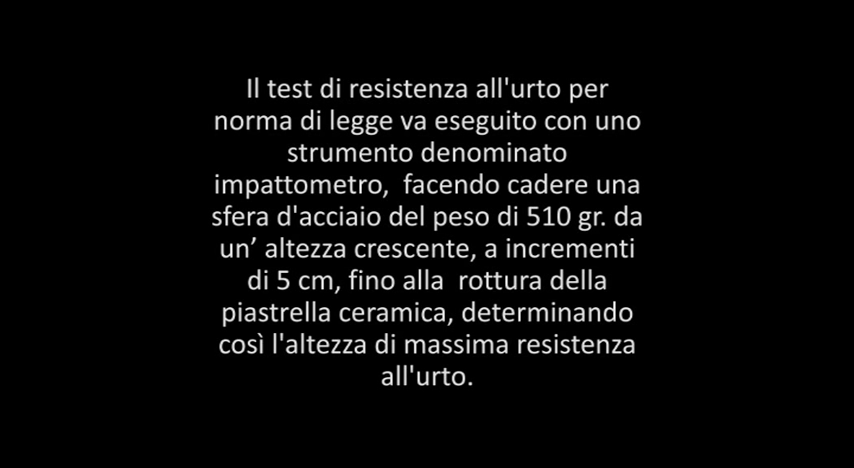 Il test di resistenza all'urto per
norma di legge va eseguito con uno
strumento denominato
impattometro,  facendo cadere una
sfera d'acciaio del peso di 510 gr. da
un’ altezza crescente, a incrementi
di 5 cm, fino alla  rottura della
piastrella ceramica, determinando
così l'altezza di massima resistenza
all'urto.